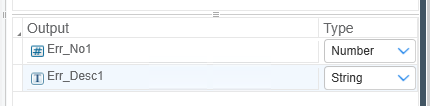 Output Type
Err_No1 Number
Err_Desc1 String